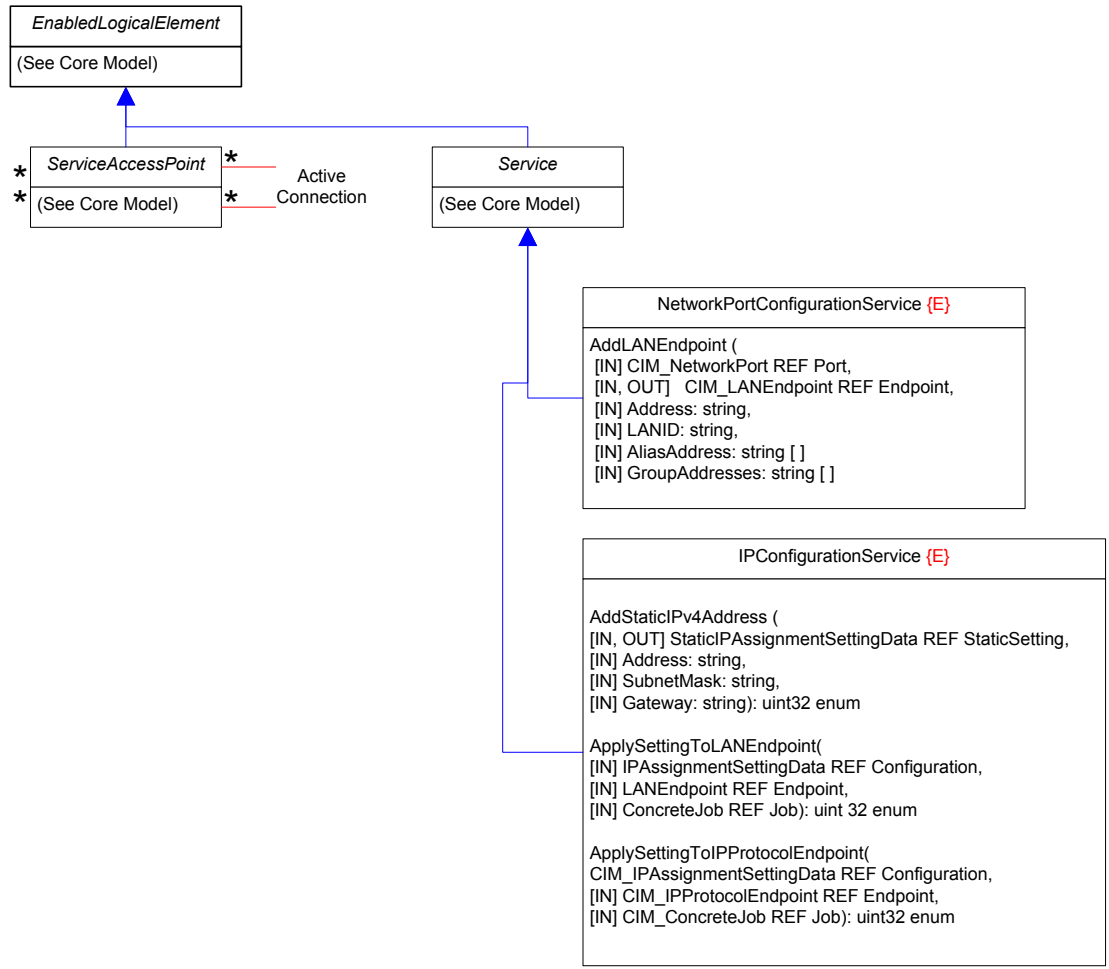 EnabledLogicalElement
(See Core Model)
* ServiceAccessPoint *
* (See Core Model) *
Active
Connection
Service
(See Core Model)
NetworkPortConfigurationService {E}
AddLANEndpoint (
[IN] CIM_NetworkPort REF Port,
[IN, OUT]   CIM_LANEndpoint REF Endpoint,
[IN] Address: string,
[IN] LANID: string,
[IN] AliasAddress: string [ ]
[IN] GroupAddresses: string [ ]
IPConfigurationService {E}
AddStaticIPv4Address (
[IN, OUT] StaticIPAssignmentSettingData REF StaticSetting,
[IN] Address: string,
[IN] SubnetMask: string,
[IN] Gateway: string): uint32 enum
ApplySettingToLANEndpoint(
[IN] IPAssignmentSettingData REF Configuration,
[IN] LANEndpoint REF Endpoint,
[IN] ConcreteJob REF Job): uint 32 enum
ApplySettingToIPProtocolEndpoint(
CIM_IPAssignmentSettingData REF Configuration,
[IN] CIM_IPProtocolEndpoint REF Endpoint,
[IN] CIM_ConcreteJob REF Job): uint32 enum